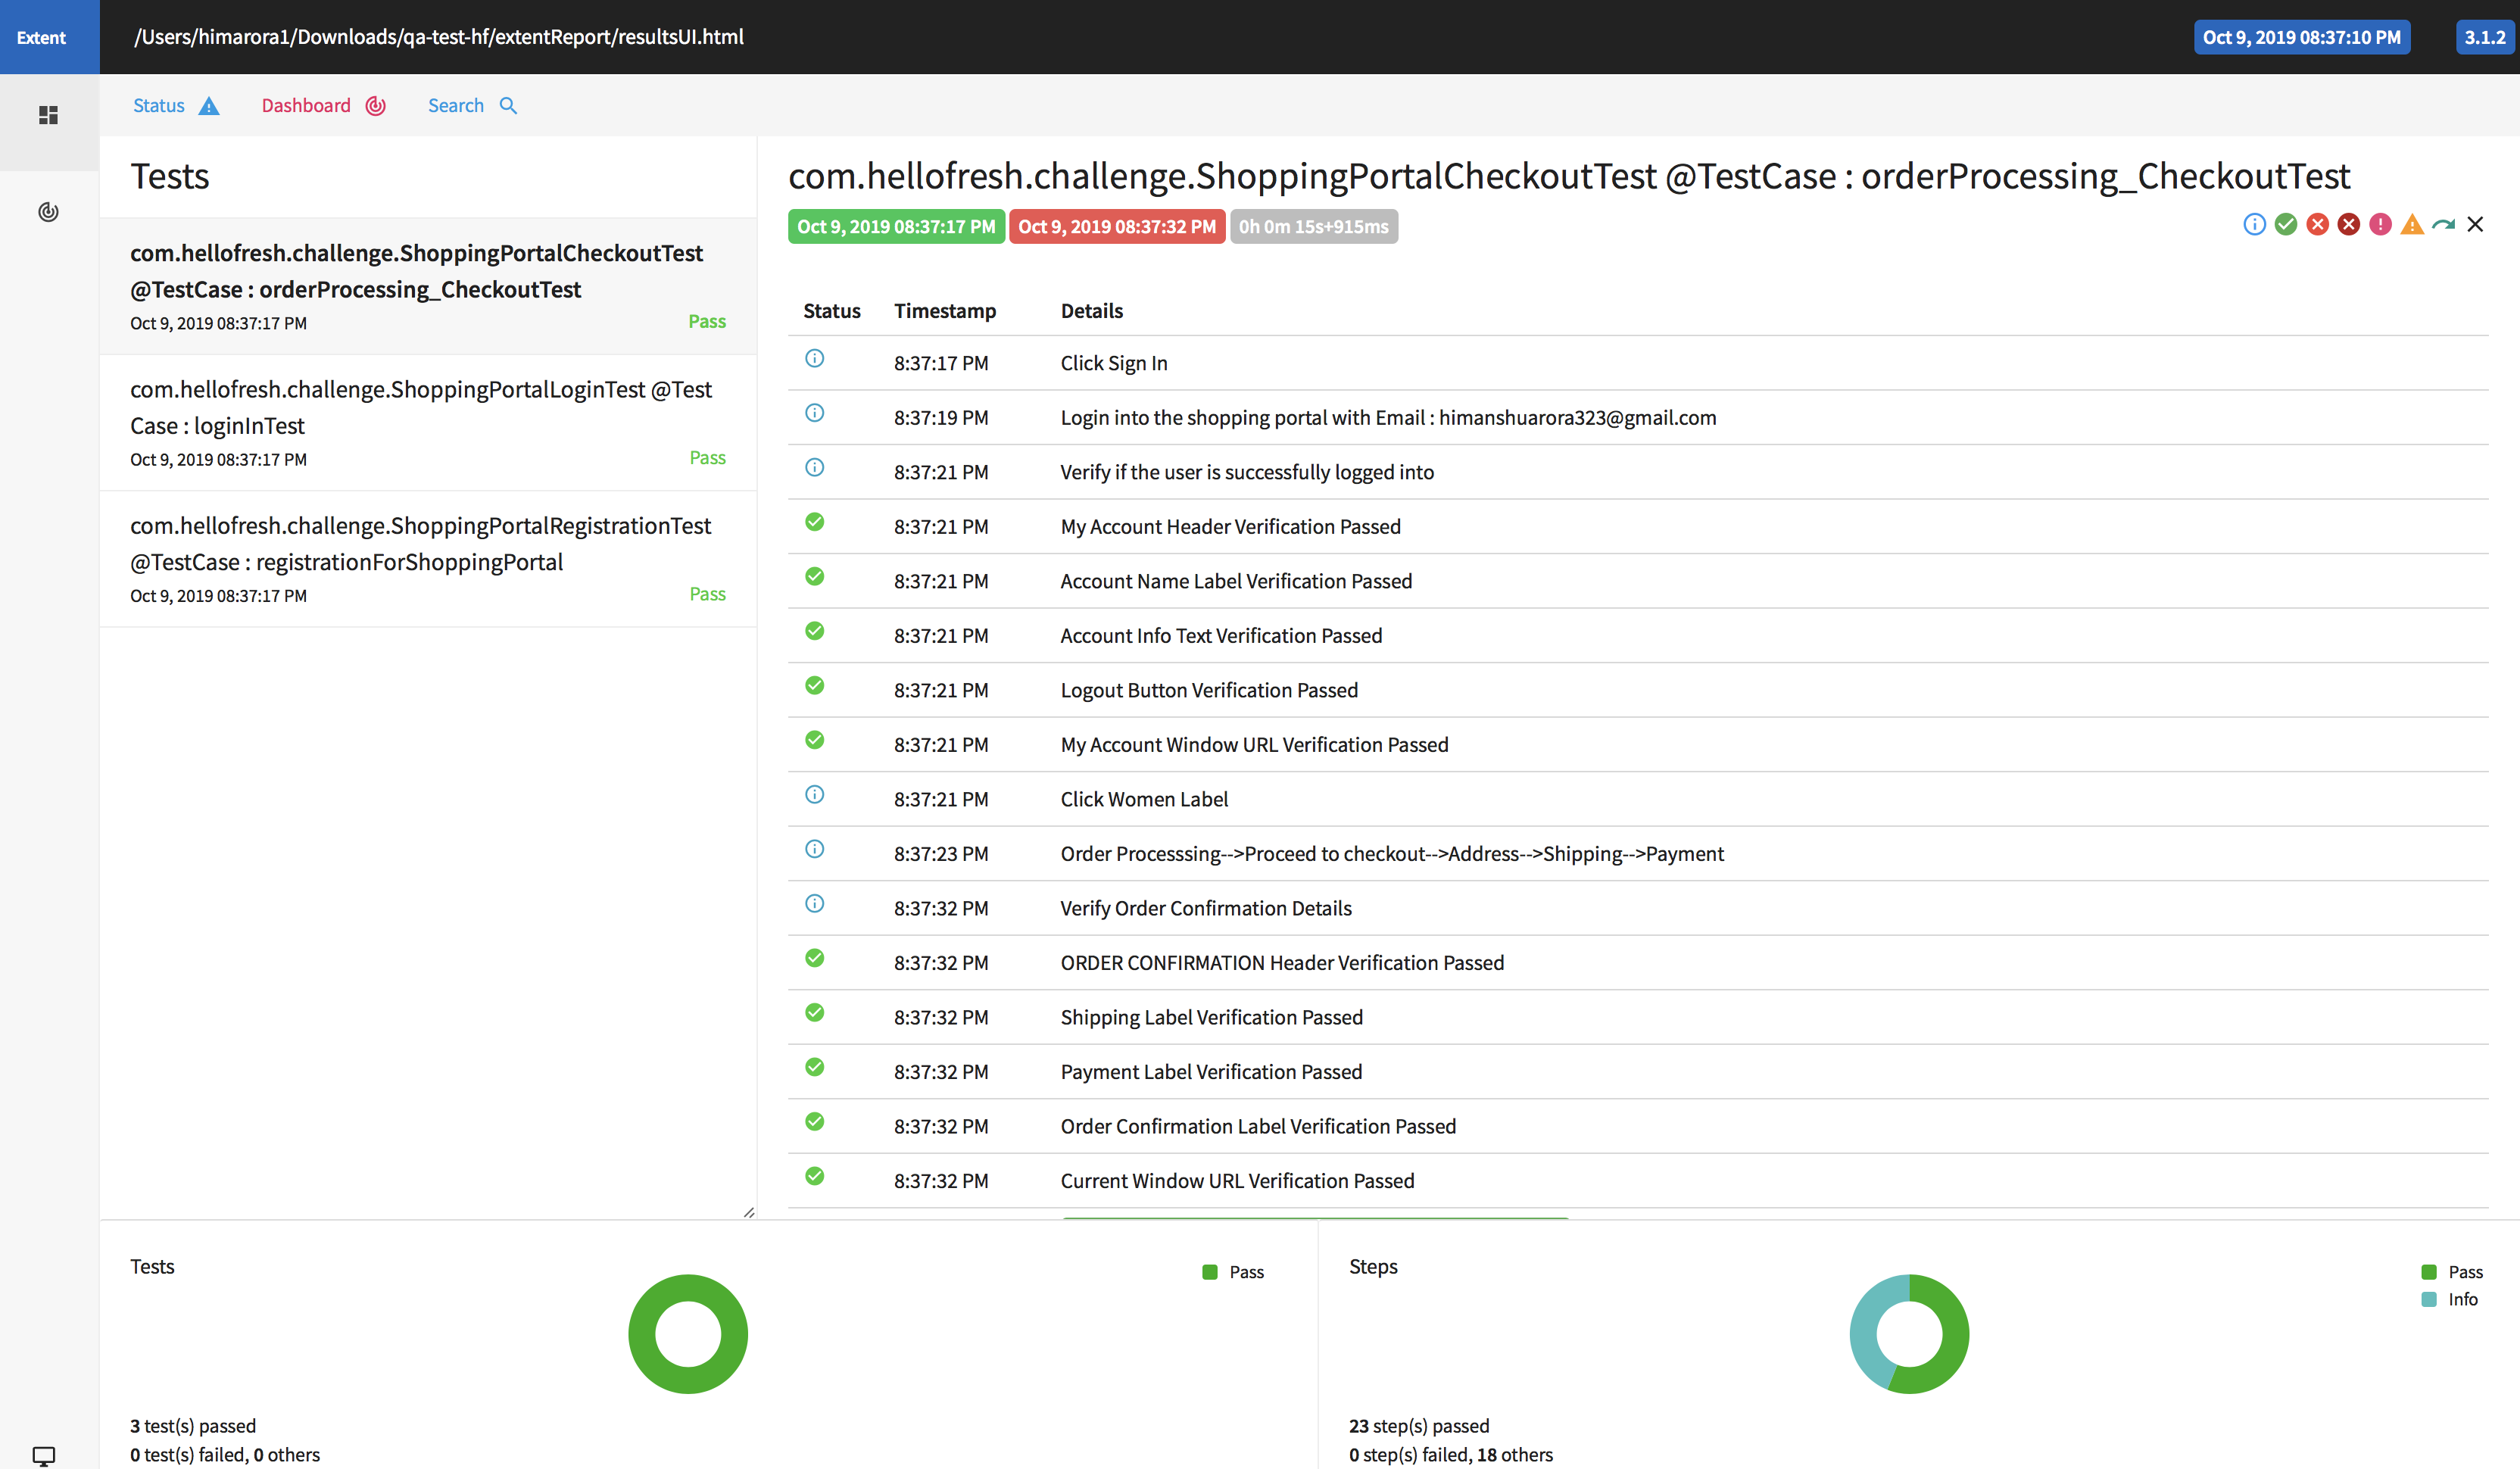 Extent
/Users/himarora1/Downloads/qa-test-hf/extentReport/resultsUI.html
Oct 9, 2019 08:37:10 PM
3.1.2
Status
Dashboard
Search
Tests
com.hellofresh.challenge.ShoppingPortalCheckoutTest
@TestCase : orderProcessing_CheckoutTest
Oct 9, 2019 08:37:17 PM
Pass
com.hellofresh.challenge.ShoppingPortalLoginTest @Test
Case : loginInTest
Oct 9, 2019 08:37:17 PM
Pass
com.hellofresh.challenge.ShoppingPortalRegistrationTest
@TestCase : registrationForShoppingPortal
Oct 9, 2019 08:37:17 PM
Pass
com.hellofresh.challenge.ShoppingPortalCheckoutTest @TestCase : orderProcessing_CheckoutTest
Oct 9, 2019 08:37:17 PM Oct 9, 2019 08:37:32 PM 0h 0m 15s+915ms
Status Timestamp Details
8:37:17 PM Click Sign In
8:37:19 PM Login into the shopping portal with Email : himanshuarora323@gmail.com
8:37:21 PM Verify if the user is successfully logged into
8:37:21 PM My Account Header Verification Passed
8:37:21 PM Account Name Label Verification Passed
8:37:21 PM Account Info Text Verification Passed
8:37:21 PM Logout Button Verification Passed
8:37:21 PM My Account Window URL Verification Passed
8:37:21 PM Click Women Label
8:37:23 PM Order Processsing-->Proceed to checkout-->Address-->Shipping-->Payment
8:37:32 PM Verify Order Confirmation Details
8:37:32 PM ORDER CONFIRMATION Header Verification Passed
8:37:32 PM Shipping Label Verification Passed
8:37:32 PM Payment Label Verification Passed
8:37:32 PM Order Confirmation Label Verification Passed
8:37:32 PM Current Window URL Verification Passed
Tests
Pass
3 test(s) passed
0 test(s) failed, 0 others
Steps
Pass
Info
23 step(s) passed
0 step(s) failed, 18 others